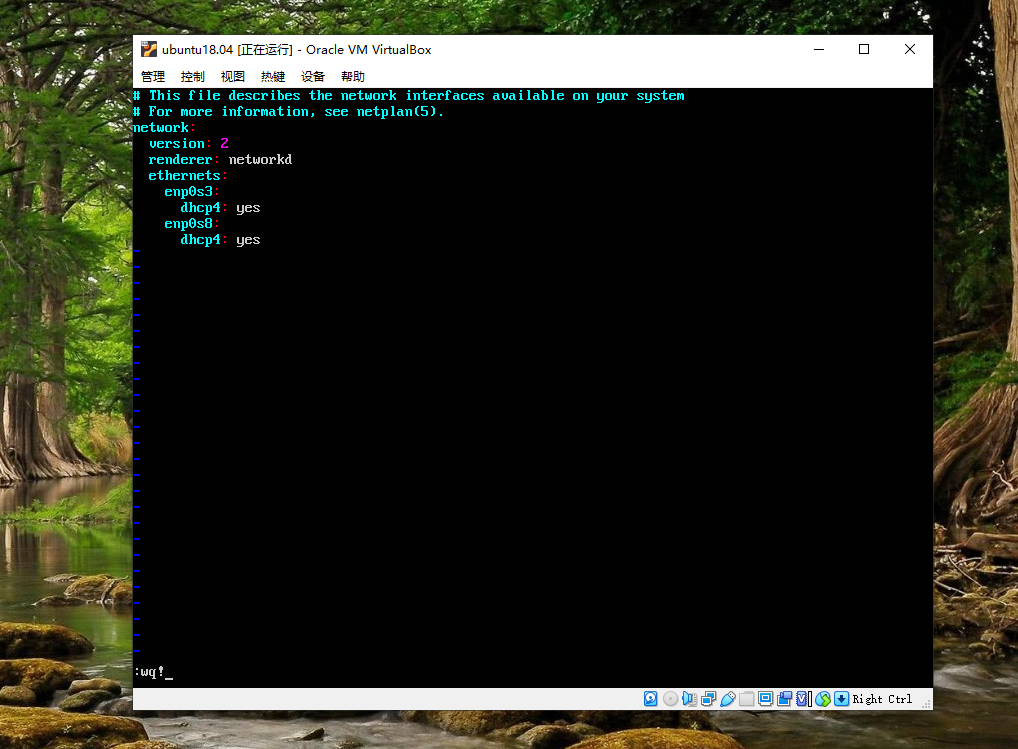 ubuntu18.04 [正在运行] - Oracle VM VirtualBox
管理 控制 视图 热键 设备 帮助
# This file describes the network interfaces available on your system
# For more information, see netplan(5).
network:
  version: 2
  renderer: networkd
  ethernets:
    enp0s3:
      dhcp4: yes
    enp0s8:
      dhcp4: yes
:wq!_
Right Ctrl